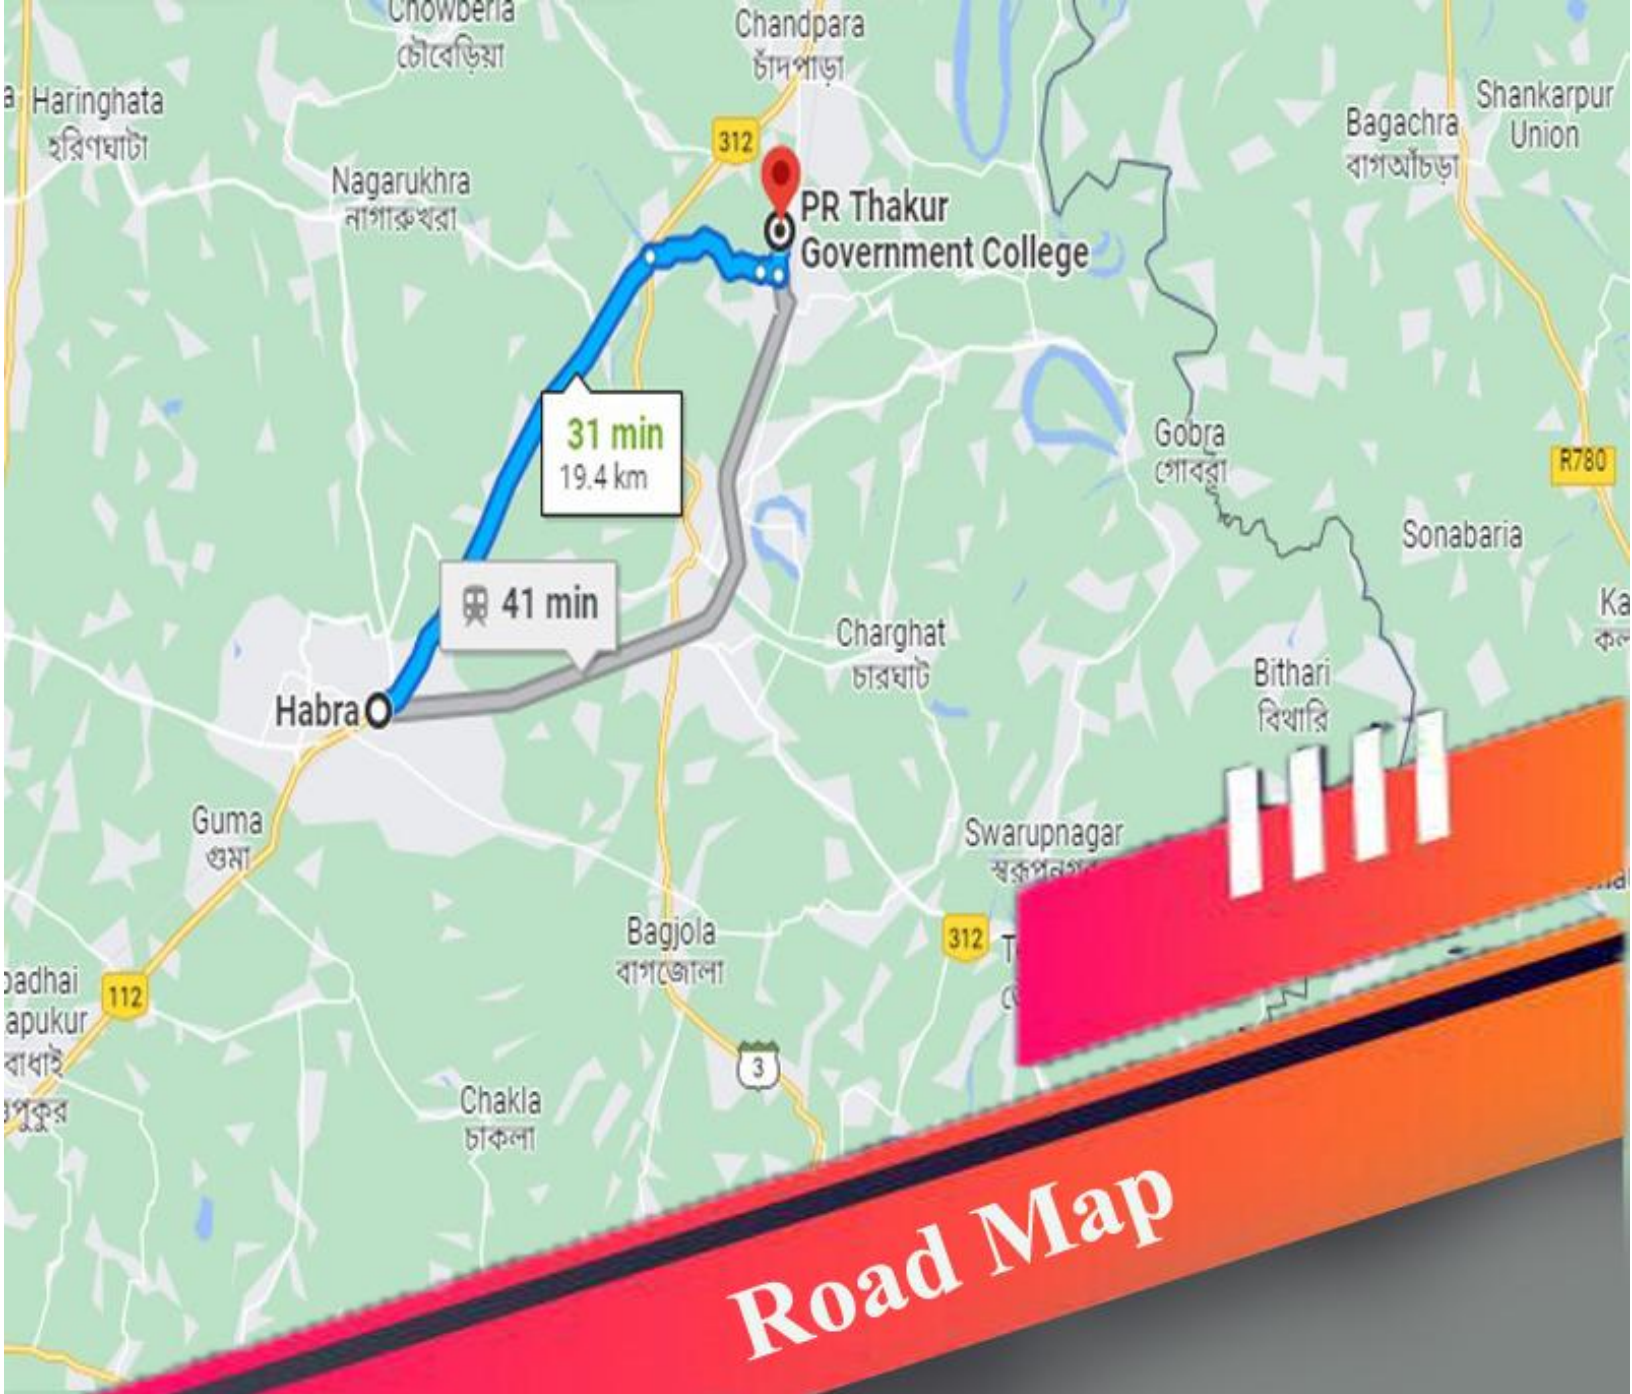 Chowberia
চৌবেড়িয়া
Chandpara
চাঁদপাড়া
Haringhata
হরিণঘাটা
Shankarpur
Union
Bagachra
বাগআঁচড়া
312
Nagarukhra
নাগারুখরা
PR Thakur
Government College
31 min
19.4 km
Gobra
গোবরা
R780
Sonabaria
41 min
Charghat
চারঘাট
Bithari
বিথারি
Habra
Guma
গুমা
Swarupnagar
Bagjola
বাগজোলা
312
112
3
Chakla
চাকলা
Road Map